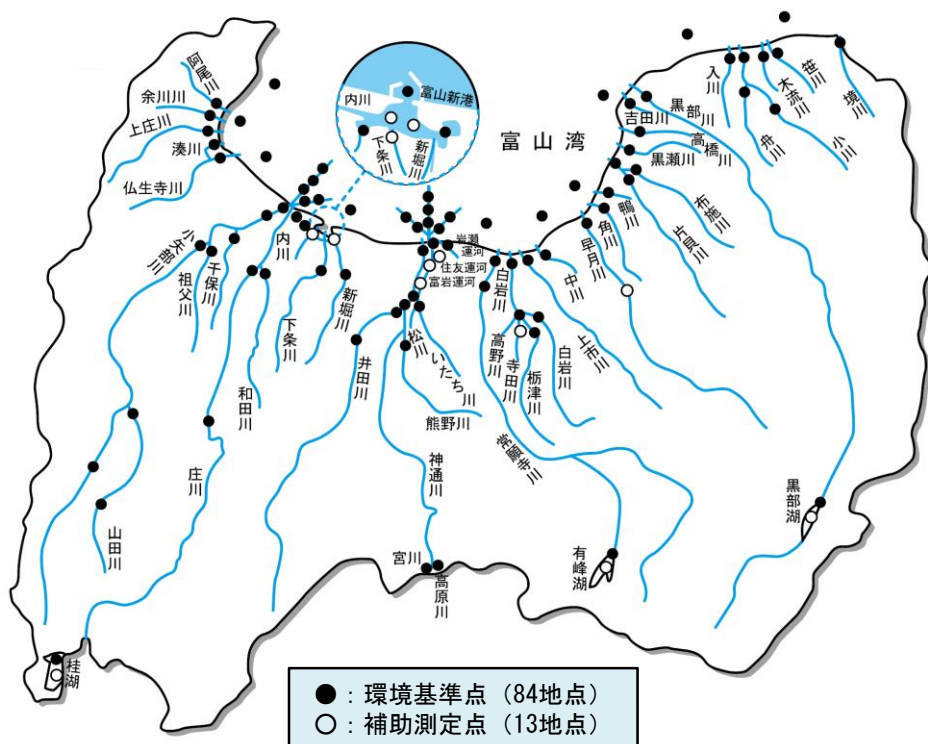 阿尾川
余川川
上庄川
湊川
仏生寺川
内川
富山新港
下条川
新堀川
富山湾
入川
笹川
木流川
境川
舟川
小川
黒部川
吉田川
高橋川
黒瀬川
布施川
片貝川
鴨川
角川
早月川
中川
岩瀬運河
住友運河
富岩運河
白岩川
小矢部川
祖父川
千保川
内川
下条川
新堀川
和田川
庄川
井田川
松川
いたち川
熊野川
神通川
高野川
寺田川
栃津川
白岩川
上市川
常願寺川
山田川
宮川
高原川
有峰湖
黒部湖
桂湖
●：環境基準点（84地点）
○：補助測定点（13地点）